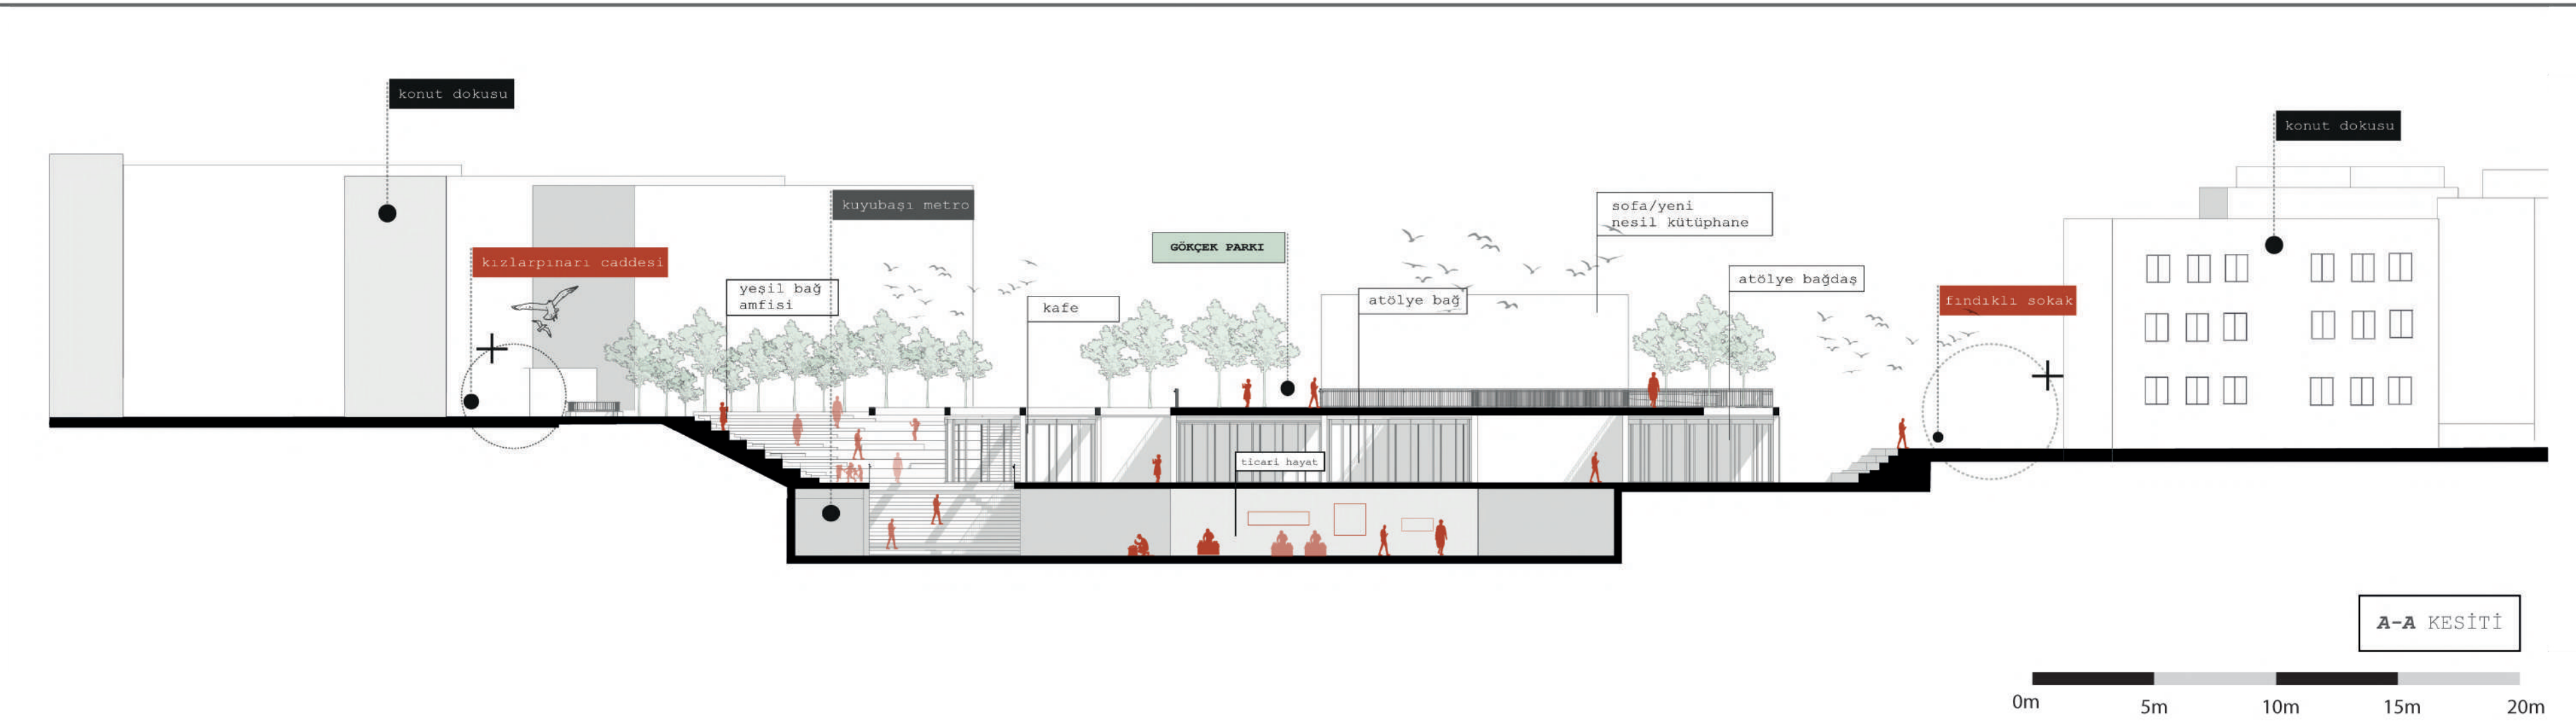 konut dokusu
konut dokusu
kuyubaşı metro
sofa/yeni
nesil kütüphane
GÖKÇEK PARKI
kızlarpınarı caddesi
yeşil bağ
amfisi
kafe
atölye bağ
atölye bağdaş
fındıklı sokak
ticari hayat
A-A KESİTİ
0m 5m 10m 15m 20m